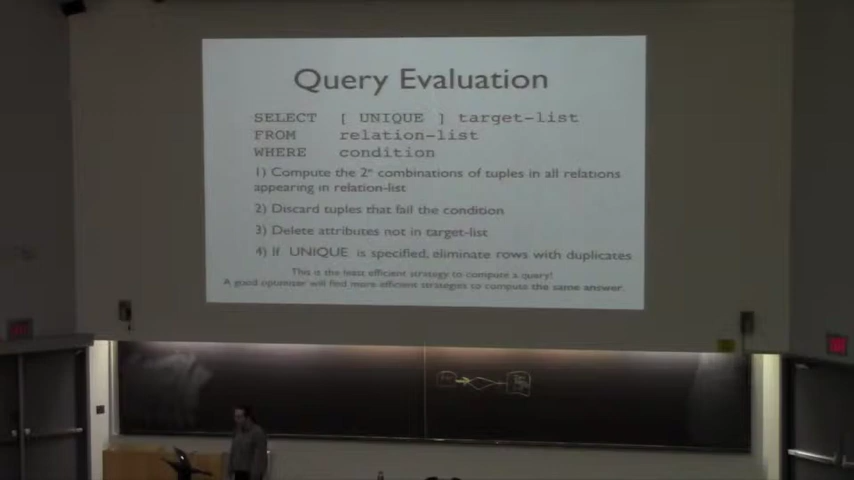 Query Evaluation
SELECT [ UNIQUE ] target-list
FROM relation-list
WHERE condition
1) Compute the 2ⁿ combinations of tuples in all relations
appearing in relation-list
2) Discard tuples that fail the condition
3) Delete attributes not in target-list
4) If UNIQUE is specified, eliminate rows with duplicates
This is the least efficient strategy to compute a query!
A good optimizer will find more efficient strategies to compute the same answer.